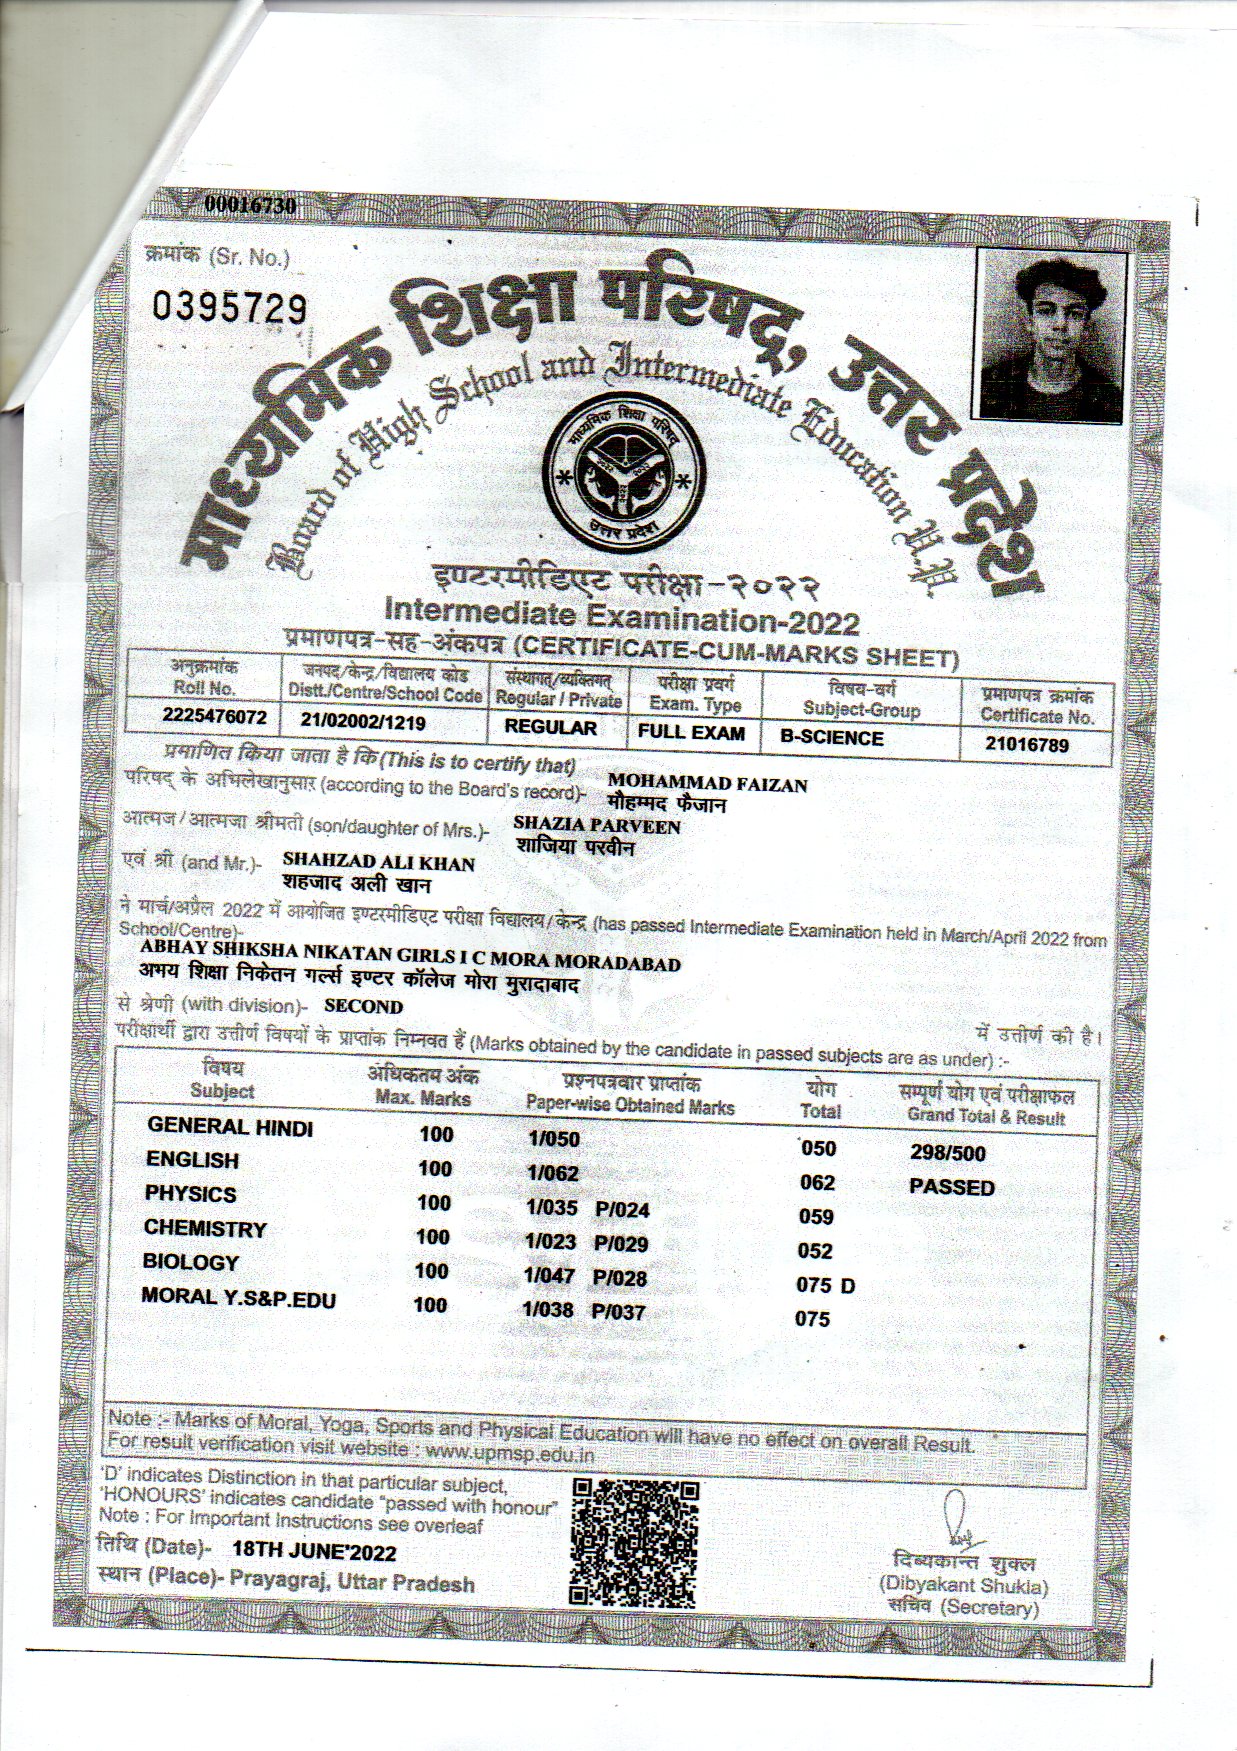 00016730
क्रमांक (Sr. No.)
0395729
माध्यमिक शिक्षा परिषद्, उत्तर प्रदेश
Board of High School and Intermediate Education U.P.
माध्यमिक शिक्षा परिषद
उत्तर प्रदेश
इण्टरमीडिएट परीक्षा-२०२२
Intermediate Examination-2022
प्रमाणपत्र-सह-अंकपत्र (CERTIFICATE-CUM-MARKS SHEET)
अनुक्रमांक जनपद/केन्द्र/विद्यालय कोड संस्थागत/व्यक्तिगत परीक्षा प्रवर्ग विषय-वर्ग प्रमाणपत्र क्रमांक
Roll No. Distt./Centre/School Code Regular / Private Exam. Type Subject-Group Certificate No.
2225476072 21/02002/1219 REGULAR FULL EXAM B-SCIENCE 21016789
प्रमाणित किया जाता है कि (This is to certify that)
परिषद् के अभिलेखानुसार (according to the Board's record)- MOHAMMAD FAIZAN
मौहम्मद फैजान
आत्मज/आत्मजा श्रीमती (son/daughter of Mrs.)- SHAZIA PARVEEN
शाजिया परवीन
एवं श्री (and Mr.)- SHAHZAD ALI KHAN
शहजाद अली खान
ने मार्च/अप्रैल 2022 में आयोजित इण्टरमीडिएट परीक्षा विद्यालय/केन्द्र (has passed Intermediate Examination held in March/April 2022 from
School/Centre)-
ABHAY SHIKSHA NIKATAN GIRLS I C MORA MORADABAD
अभय शिक्षा निकेतन गर्ल्स इण्टर कॉलेज मोरा मुरादाबाद
से श्रेणी (with division)- SECOND में उत्तीर्ण की है।
परीक्षार्थी द्वारा उत्तीर्ण विषयों के प्राप्तांक निम्नवत हैं (Marks obtained by the candidate in passed subjects are as under) :-
विषय अधिकतम अंक प्रश्नपत्रवार प्राप्तांक योग सम्पूर्ण योग एवं परीक्षाफल
Subject Max. Marks Paper-wise Obtained Marks Total Grand Total & Result
GENERAL HINDI 100 1/050 050 298/500
ENGLISH 100 1/062 062 PASSED
PHYSICS 100 1/035 P/024 059
CHEMISTRY 100 1/023 P/029 052
BIOLOGY 100 1/047 P/028 075 D
MORAL Y.S&P.EDU 100 1/038 P/037 075
Note :- Marks of Moral, Yoga, Sports and Physical Education will have no effect on overall Result.
For result verification visit website : www.upmsp.edu.in
'D' indicates Distinction in that particular subject,
'HONOURS' indicates candidate "passed with honour"
Note : For Important Instructions see overleaf
तिथि (Date)- 18TH JUNE'2022
स्थान (Place)- Prayagraj, Uttar Pradesh
दिब्यकान्त शुक्ल
(Dibyakant Shukla)
सचिव (Secretary)